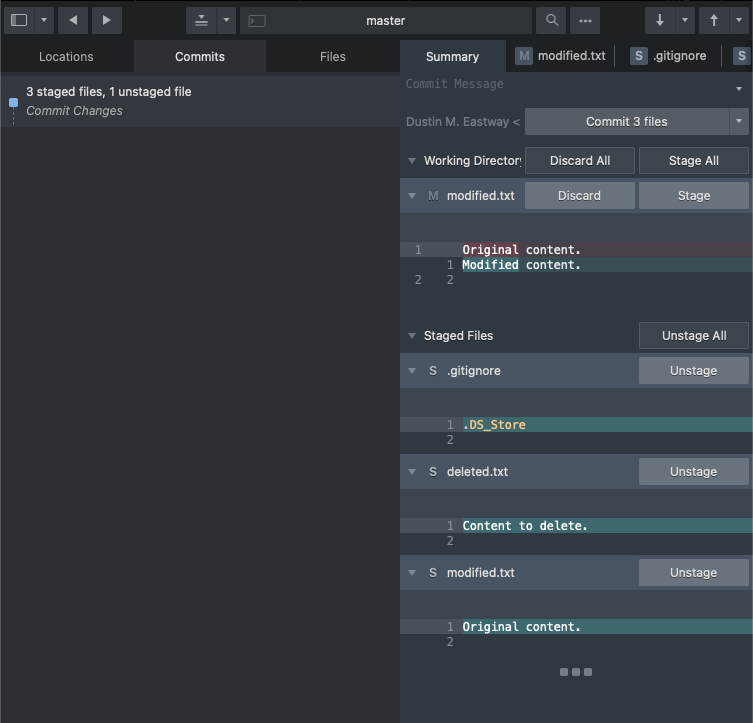 master
Locations Commits Files
3 staged files, 1 unstaged file
Commit Changes
Summary M modified.txt S .gitignore S
Commit Message
Dustin M. Eastway < Commit 3 files
Working Directory Discard All Stage All
M modified.txt Discard Stage
1 Original content.
1 Modified content.
2 2
Staged Files Unstage All
S .gitignore Unstage
1 .DS_Store
2
S deleted.txt Unstage
1 Content to delete.
2
S modified.txt Unstage
1 Original content.
2